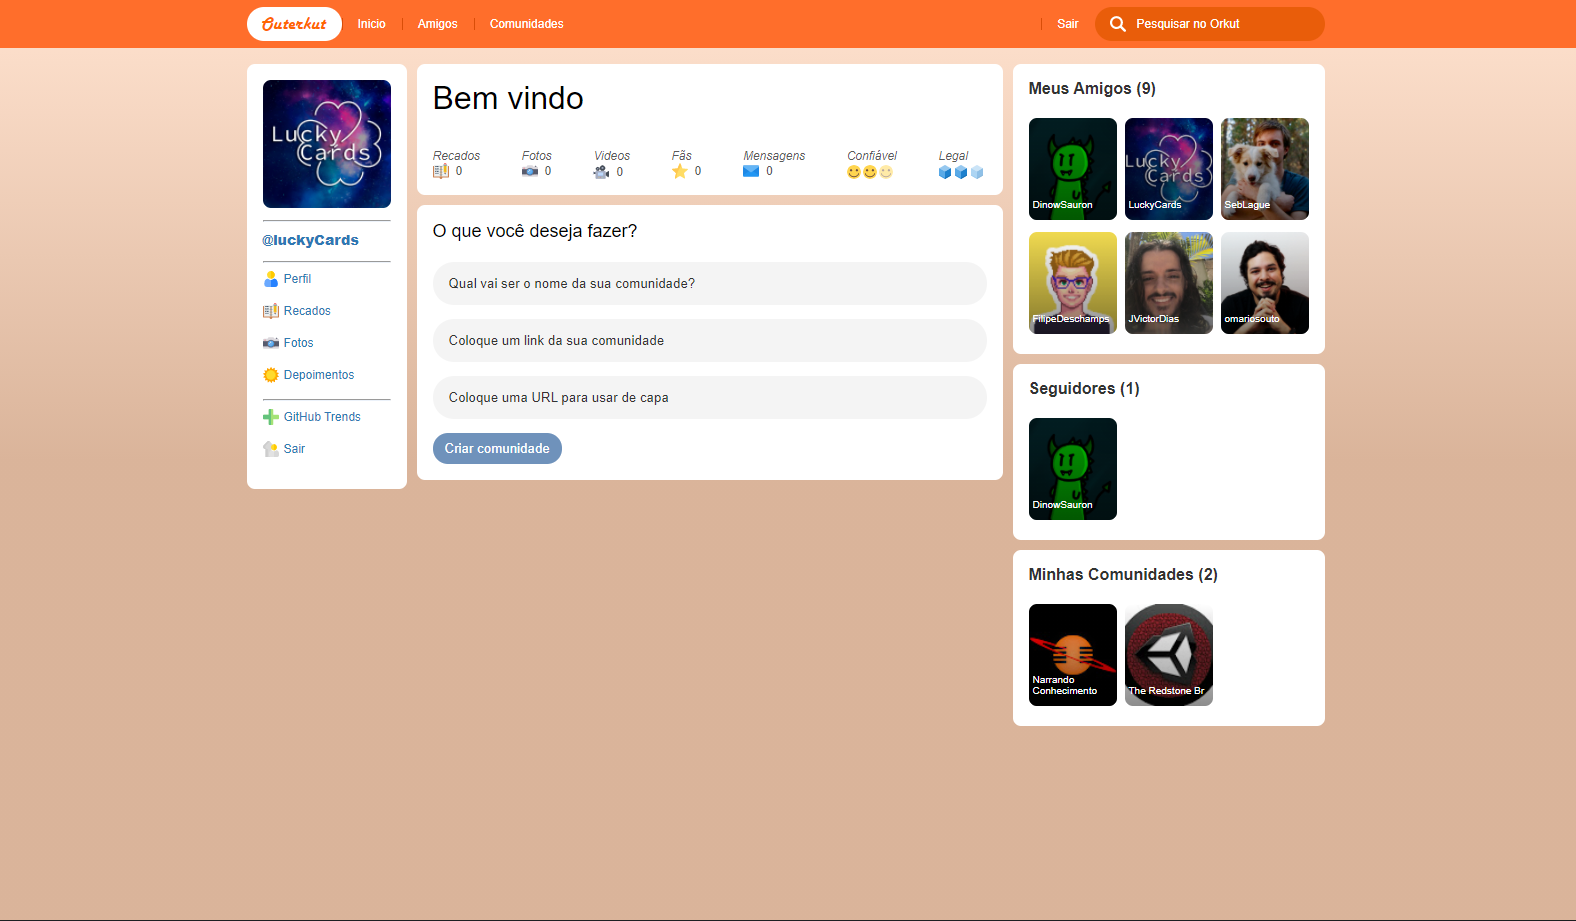 Outerkut
Inicio
Amigos
Comunidades
Sair
Pesquisar no Orkut
Lucky
Cards
@luckyCards
Perfil
Recados
Fotos
Depoimentos
GitHub Trends
Sair
Bem vindo
Recados
Fotos
Videos
Fãs
Mensagens
Confiável
Legal
0
0
0
0
0
O que você deseja fazer?
Qual vai ser o nome da sua comunidade?
Coloque um link da sua comunidade
Coloque uma URL para usar de capa
Criar comunidade
Meus Amigos (9)
DinowSauron
Lucky
Cards
LuckyCards
SebLague
FilipeDeschamps
JVictorDias
omariosouto
Seguidores (1)
DinowSauron
Minhas Comunidades (2)
Narrando
Conhecimento
The Redstone Br